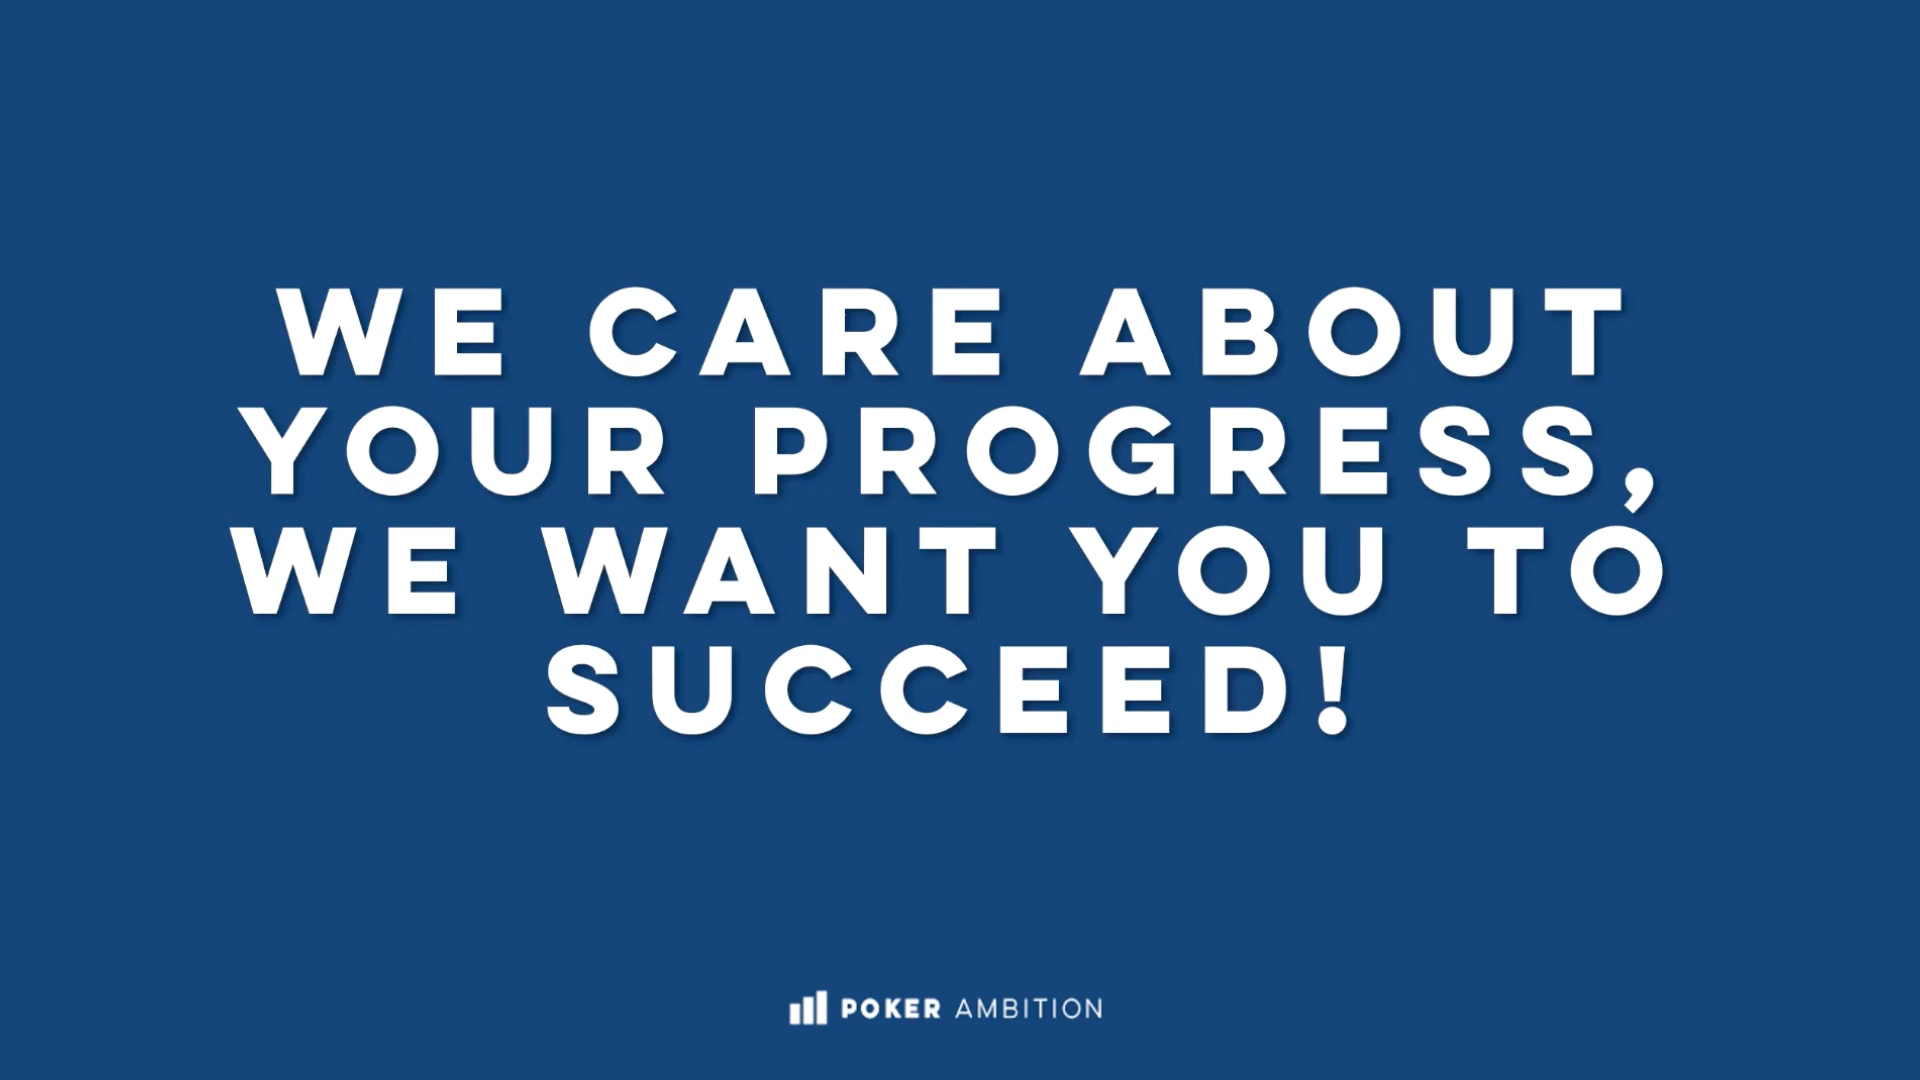 WE CARE ABOUT
YOUR PROGRESS,
WE WANT YOU TO
SUCCEED!
POKER AMBITION